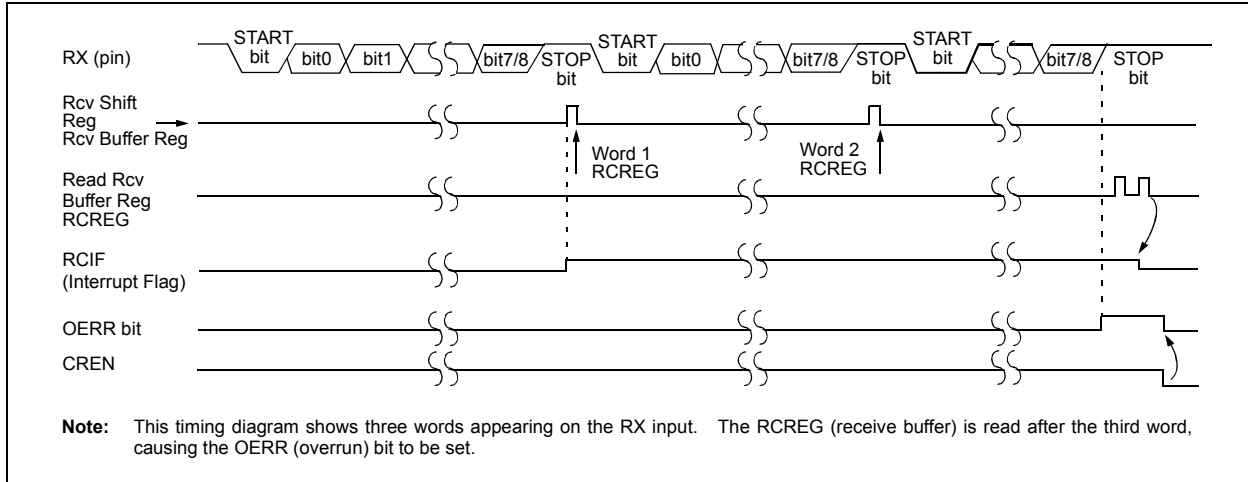 RX (pin)
START bit
bit0
bit1
bit7/8
STOP bit
START bit
bit0
bit7/8
STOP bit
START bit
bit7/8
STOP bit
Rcv Shift
Reg
Rcv Buffer Reg
Word 1
RCREG
Word 2
RCREG
Read Rcv
Buffer Reg
RCREG
RCIF
(Interrupt Flag)
OERR bit
CREN
Note: This timing diagram shows three words appearing on the RX input. The RCREG (receive buffer) is read after the third word,
causing the OERR (overrun) bit to be set.